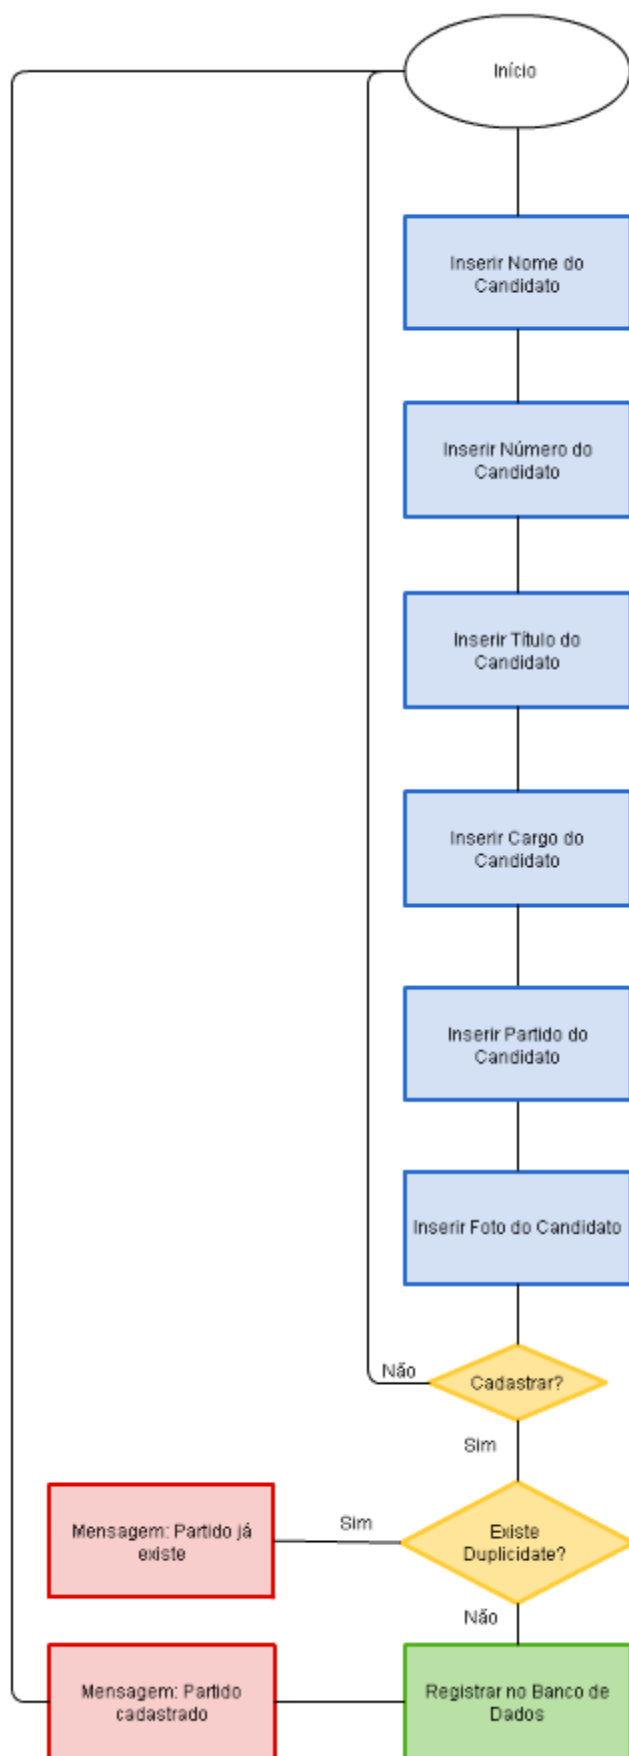 Início
Inserir Nome do
Candidato
Inserir Número do
Candidato
Inserir Título do
Candidato
Inserir Cargo do
Candidato
Inserir Partido do
Candidato
Inserir Foto do Candidato
Não
Cadastrar?
Sim
Mensagem: Partido já
existe
Sim
Existe
Duplicidate?
Não
Mensagem: Partido
cadastrado
Registrar no Banco de
Dados